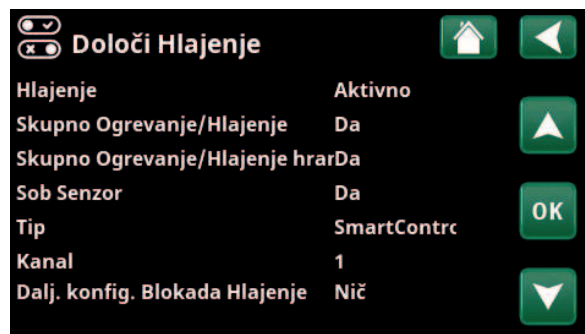 Določi Hlajenje
Hlajenje Aktivno
Skupno Ogrevanje/Hlajenje Da
Skupno Ogrevanje/Hlajenje hrarDa
Sob Senzor Da
Tip SmartContrc
OK
Kanal 1
Dalj. konfig. Blokada Hlajenje Nič